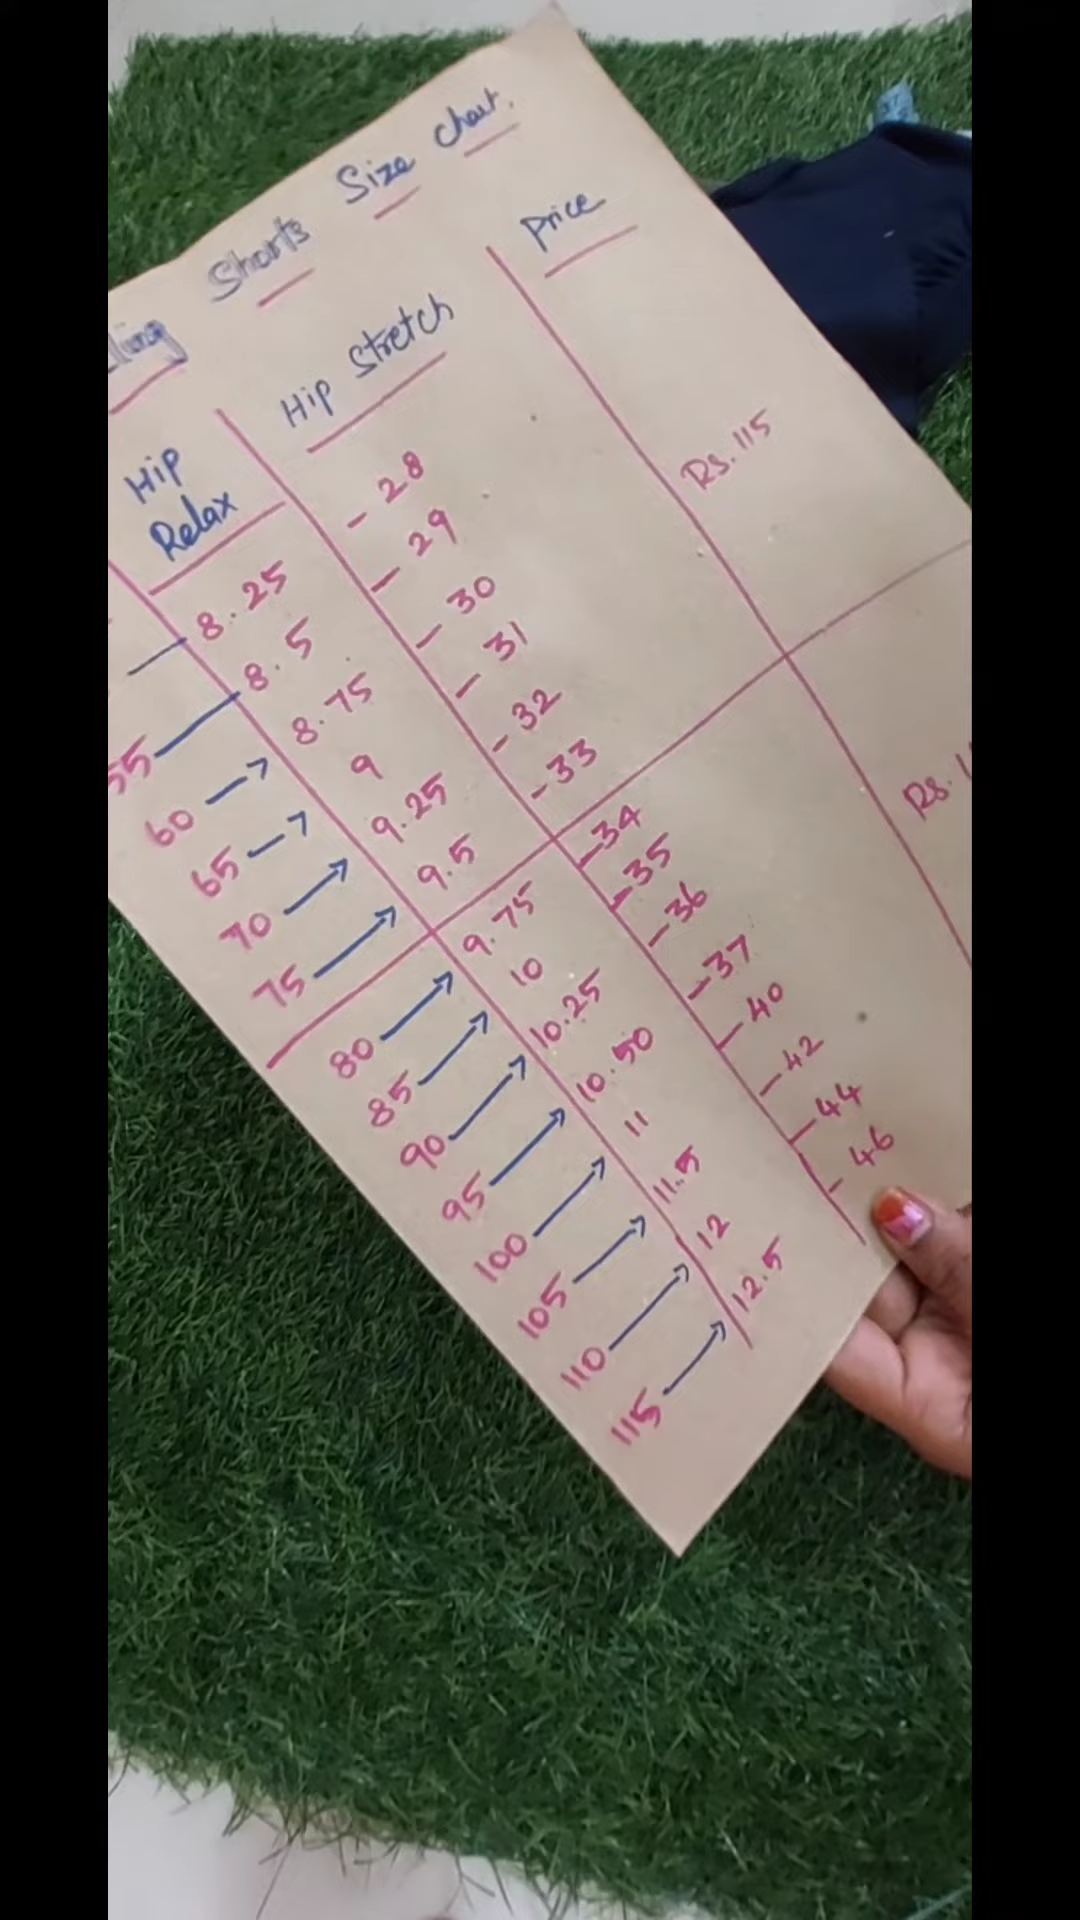 Shorts Size Chart.
Hip Relax Hip Stretch Price
8.25 - 28
55 8.5 - 29
60 → 8.75 - 30
65 → 9 - 31
70 → 9.25 - 32
75 → 9.5 - 33
Rs. 115
80 → 9.75 - 34
85 → 10 - 35
90 → 10.25 - 36
95 → 10.50 - 37
100 → 11 - 40
105 → 11.5 - 42
110 → 12 - 44
115 → 12.5 - 46
Rs.